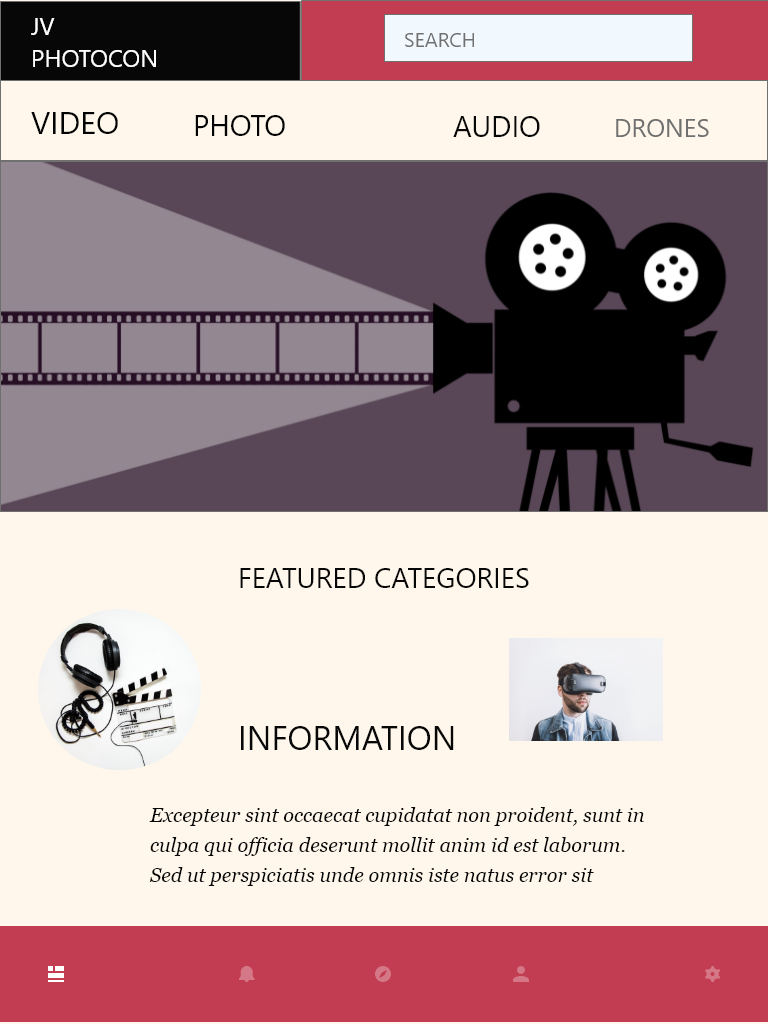 JV
PHOTOCON
SEARCH
VIDEO
PHOTO
AUDIO
DRONES
FEATURED CATEGORIES
INFORMATION
Excepteur sint occaecat cupidatat non proident, sunt in
culpa qui officia deserunt mollit anim id est laborum.
Sed ut perspiciatis unde omnis iste natus error sit